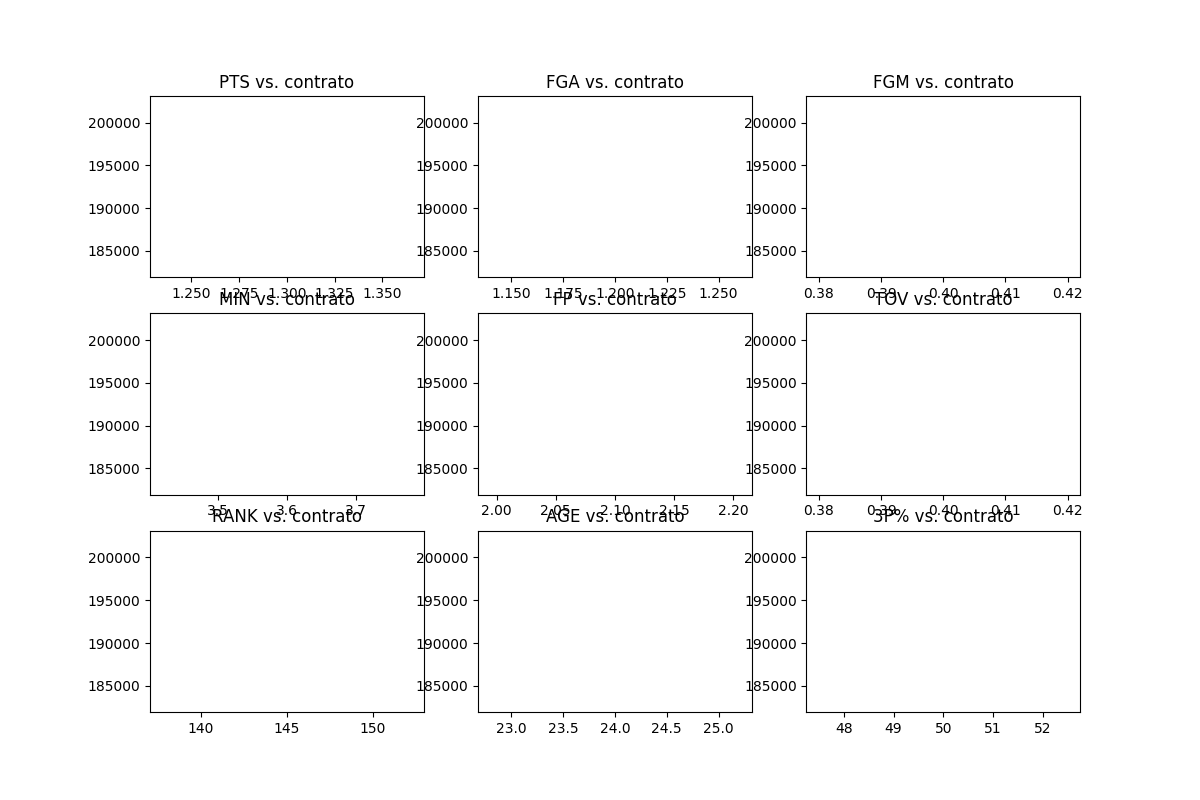 PTS vs. contrato
FGA vs. contrato
FGM vs. contrato
200000
195000
190000
185000
1.250 1.275 1.300 1.325 1.350
200000
195000
190000
185000
1.150 1.175 1.200 1.225 1.250
200000
195000
190000
185000
0.38 0.39 0.40 0.41 0.42
MIN vs. contrato
FP vs. contrato
TOV vs. contrato
200000
195000
190000
185000
3.5 3.6 3.7
200000
195000
190000
185000
2.00 2.05 2.10 2.15 2.20
200000
195000
190000
185000
0.38 0.39 0.40 0.41 0.42
RANK vs. contrato
AGE vs. contrato
3P% vs. contrato
200000
195000
190000
185000
140 145 150
200000
195000
190000
185000
23.0 23.5 24.0 24.5 25.0
200000
195000
190000
185000
48 49 50 51 52